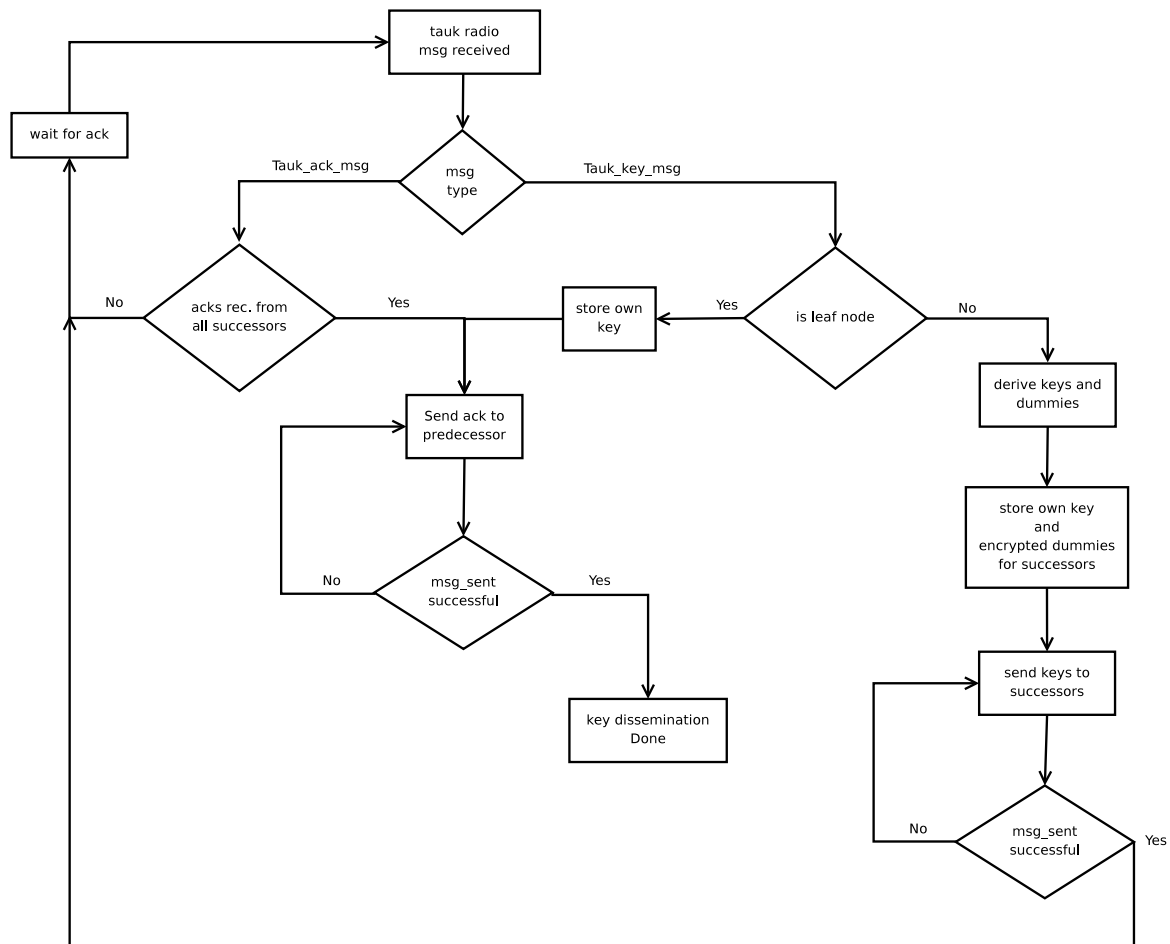 tauk radio
msg received
wait for ack
msg
type
Tauk_ack_msg
Tauk_key_msg
acks rec. from
all successors
No
Yes
store own
key
Yes
is leaf node
No
derive keys and
dummies
Send ack to
predecessor
store own key
and
encrypted dummies
for successors
msg_sent
successful
No
Yes
send keys to
successors
key dissemination
Done
msg_sent
successful
No
Yes